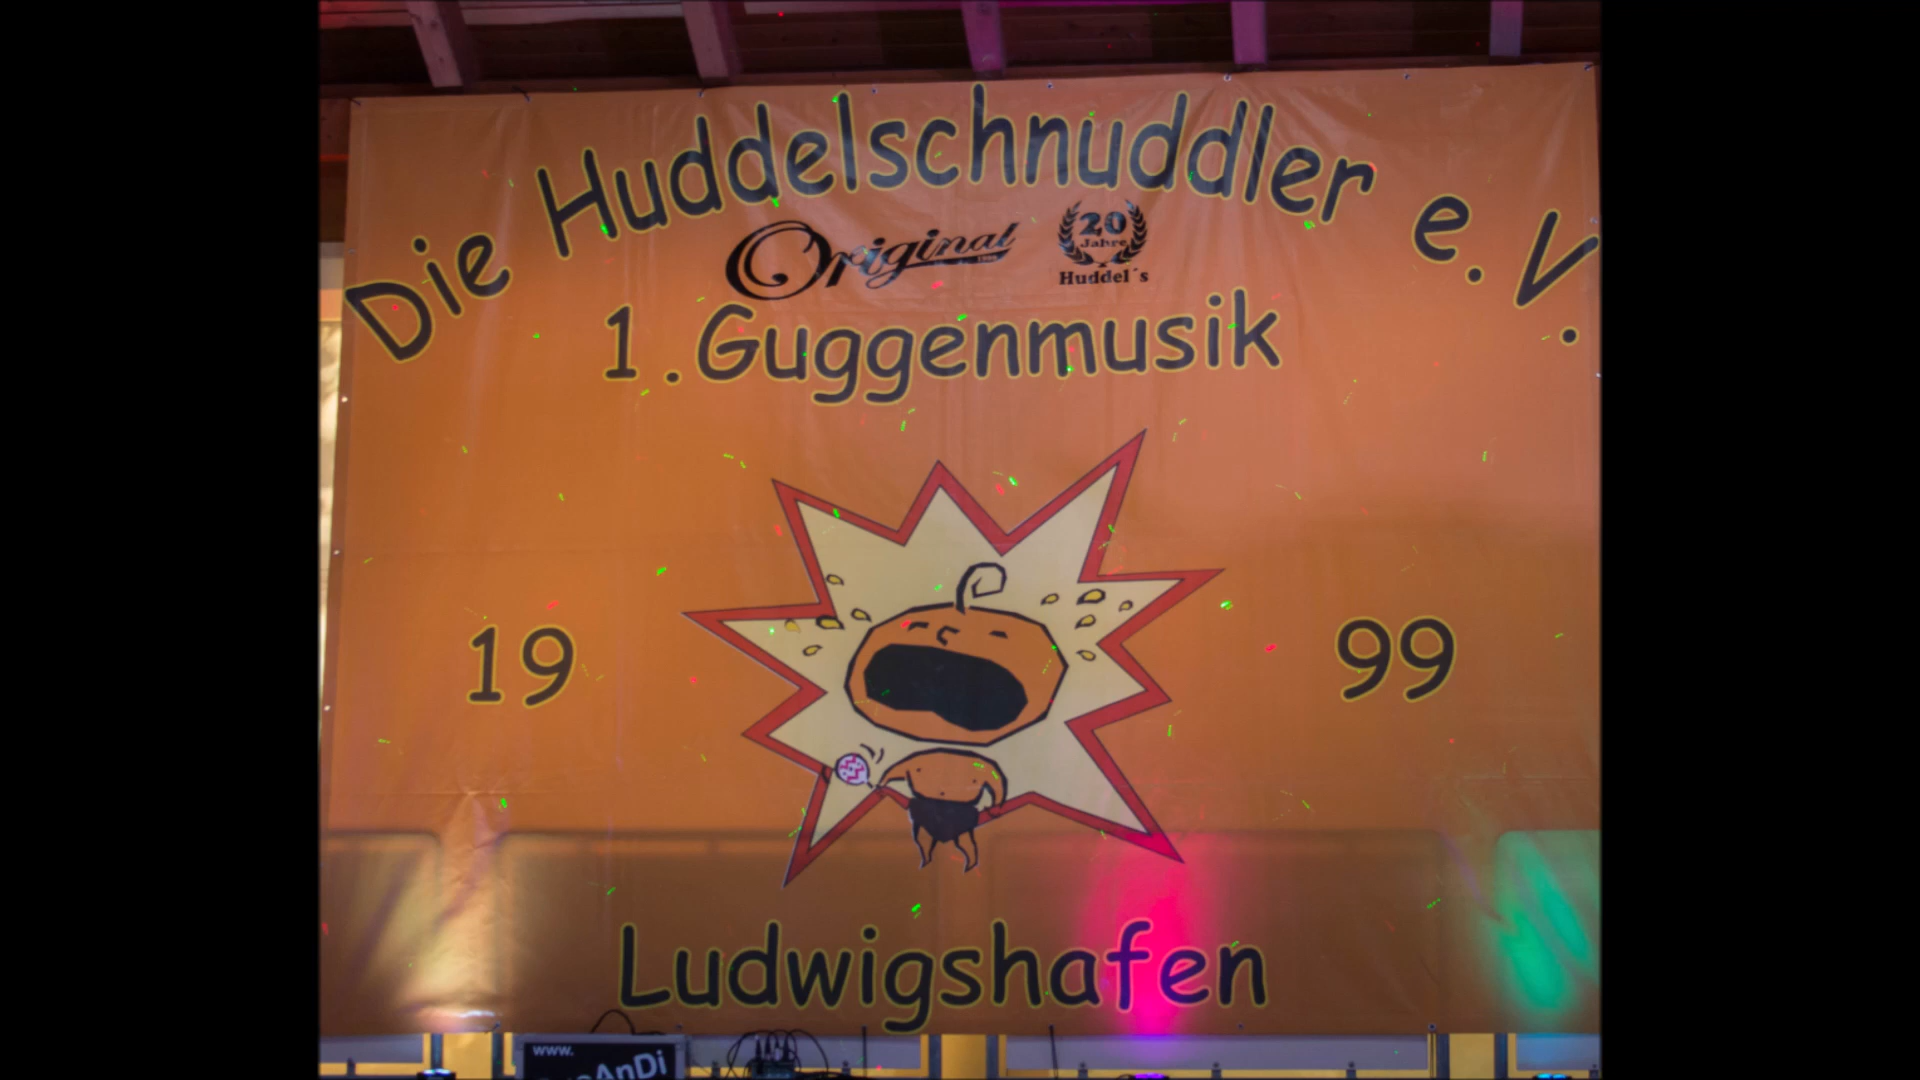 Die Huddelschnuddler e.V.
Original
20
Jahre
Huddel´s
1.Guggenmusik
19 99
Ludwigshafen
www.